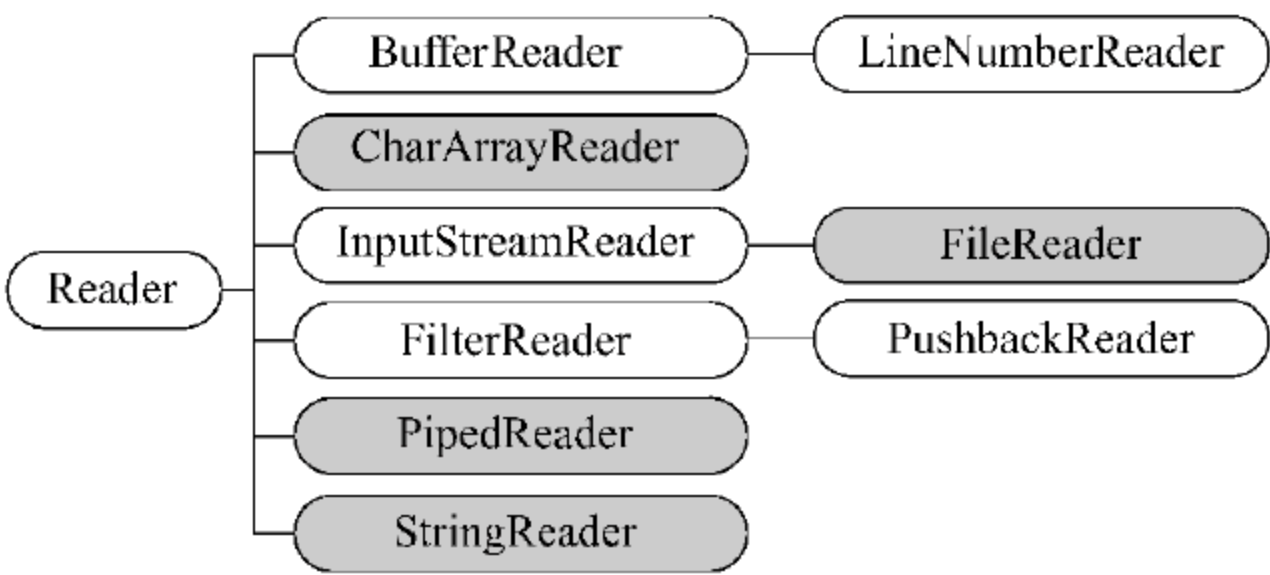 BufferReader
LineNumberReader
CharArrayReader
InputStreamReader
FileReader
Reader
FilterReader
PushbackReader
PipedReader
StringReader